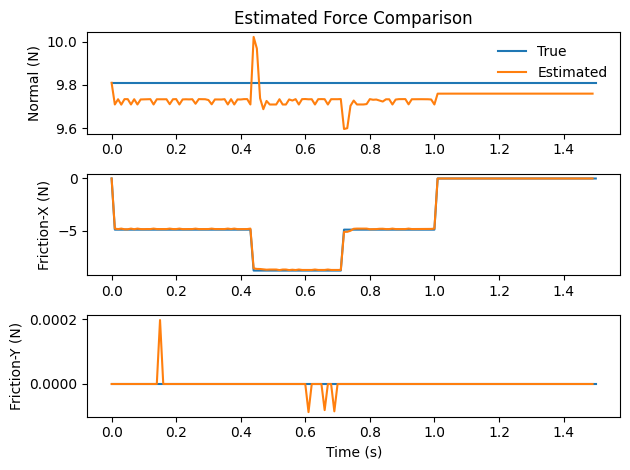 Estimated Force Comparison
Normal (N)
10.0
9.8
9.6
True
Estimated
0.0 0.2 0.4 0.6 0.8 1.0 1.2 1.4
Friction-X (N)
0
−5
0.0 0.2 0.4 0.6 0.8 1.0 1.2 1.4
Friction-Y (N)
0.0002
0.0000
0.0 0.2 0.4 0.6 0.8 1.0 1.2 1.4
Time (s)